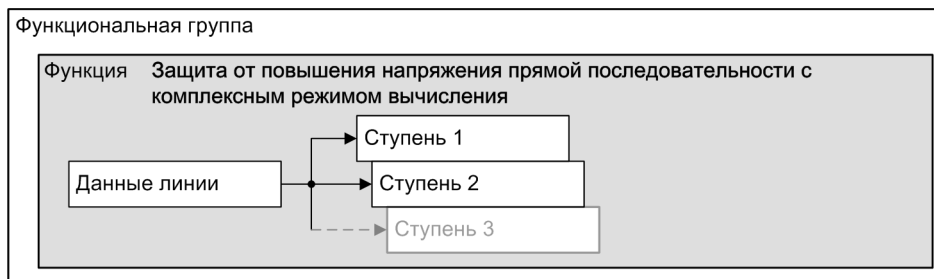 Функциональная группа
Функция Защита от повышения напряжения прямой последовательности с
комплексным режимом вычисления
Ступень 1
Данные линии
Ступень 2
Ступень 3